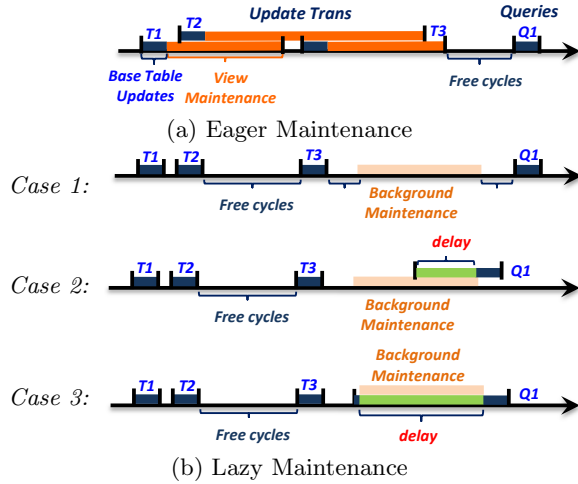 Update Trans
Queries
T1
T2
T3
Q1
Base Table
Updates
View
Maintenance
Free cycles
(a) Eager Maintenance
Case 1:
T1
T2
T3
Q1
Free cycles
Background
Maintenance
delay
Case 2:
T1
T2
T3
Q1
Free cycles
Background
Maintenance
Background
Maintenance
Case 3:
T1
T2
T3
Q1
Free cycles
delay
(b) Lazy Maintenance